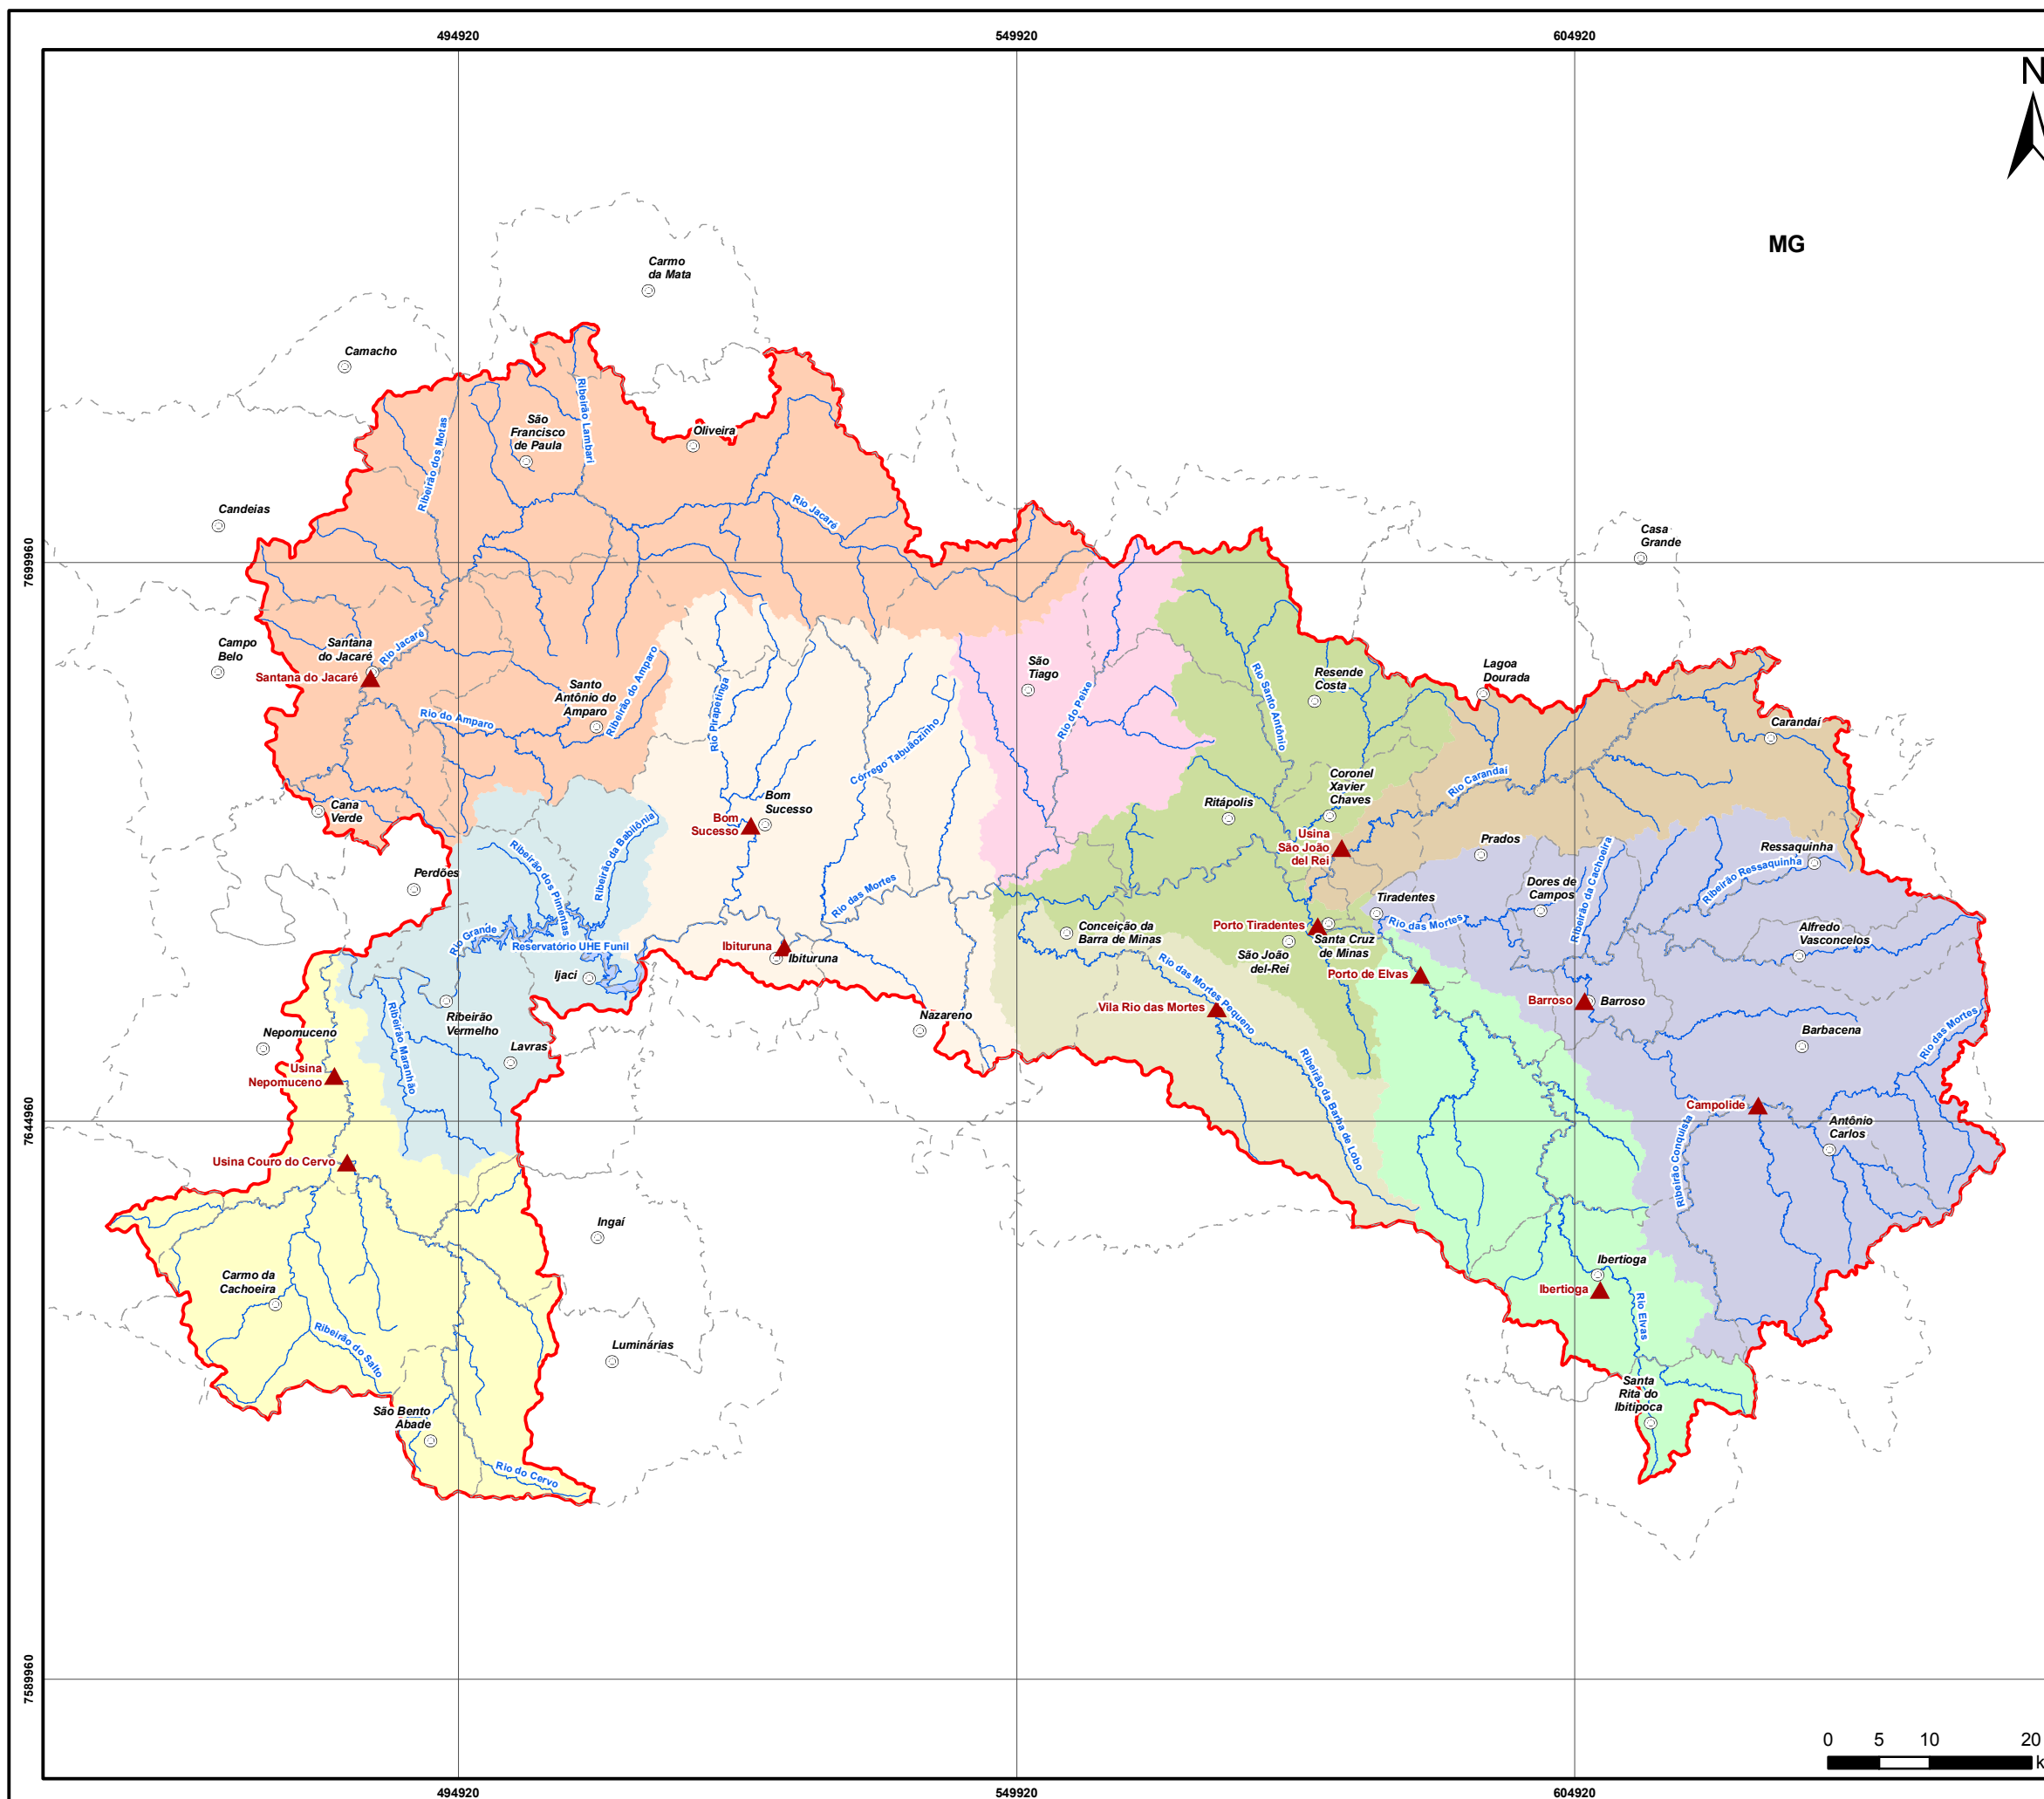 494920
549920
604920
N
MG
Carmo
da Mata
Camacho
São
Francisco
de Paula
Oliveira
Ribeirão dos Motas
Ribeirão Lambari
Candeias
Rio Jacaré
Casa
Grande
7699960
Campo
Belo
Santana
do Jacaré
Rio Jacaré
Santana do Jacaré
Santo
Antônio do
Amparo
Ribeirão do Amparo
Rio do Amparo
Rio Pirapetinga
Córrego Tabuãozinho
São
Tiago
Rio do Peixe
Rio Santo Antônio
Resende
Costa
Lagoa
Dourada
Carandaí
Rio Carandaí
Cana
Verde
Bom
Sucesso
Bom
Sucesso
Ritápolis
Coronel
Xavier
Chaves
Usina
São João
del Rei
Prados
Ressaquinha
Ribeirão Ressaquinha
Perdões
Ribeirão dos Pimentas
Ribeirão da Babilônia
Rio das Mortes
Dores de
Campos
Ribeirão da Cachoeira
Tiradentes
Rio das Mortes
Rio Grande
Reservatório UHE Funil
Ibituruna
Ibituruna
Conceição da
Barra de Minas
Porto Tiradentes
Santa Cruz
de Minas
São João
del-Rei
Alfredo
Vasconcelos
Ijaci
Rio das Mortes Pequeno
Porto de Elvas
Vila Rio das Mortes
Barroso
Barroso
Nazareno
Ribeirão
Vermelho
Ribeirão Maranhão
Nepomuceno
Lavras
Usina
Nepomuceno
Barbacena
Rio das Mortes
Ribeirão da Barba de Lobo
Campolide
Antônio
Carlos
Ribeirão Conquista
7644960
Usina Couro do Cervo
Ingaí
Carmo da
Cachoeira
Ibertioga
Ibertioga
Rio Elvas
Ribeirão do Salto
Luminárias
Santa
Rita do
Ibitipoca
São Bento
Abade
Rio do Cervo
7589960
0 5 10 20
k
494920
549920
604920